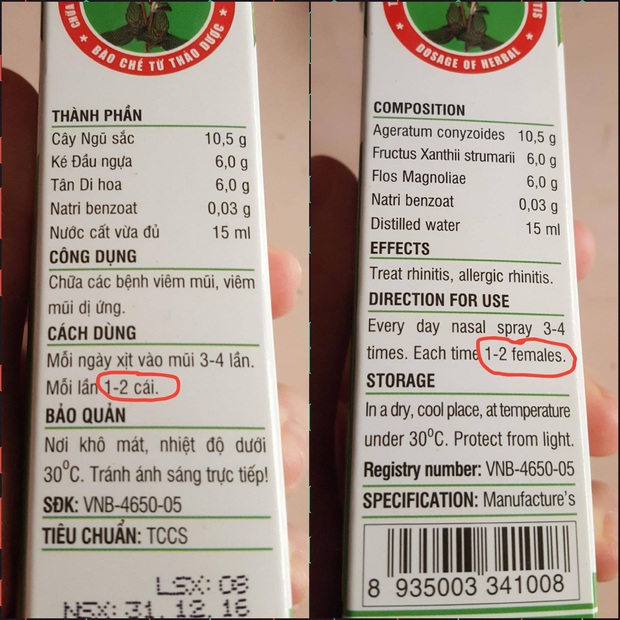 BÀO CHẾ TỪ THẢO DƯỢC
THÀNH PHẦN
Cây Ngũ sắc 10,5 g
Ké Đầu ngựa 6,0 g
Tân Di hoa 6,0 g
Natri benzoat 0,03 g
Nước cất vừa đủ 15 ml
CÔNG DỤNG
Chữa các bệnh viêm mũi, viêm
mũi dị ứng.
CÁCH DÙNG
Mỗi ngày xịt vào mũi 3-4 lần.
Mỗi lần 1-2 cái.
BẢO QUẢN
Nơi khô mát, nhiệt độ dưới
30⁰C. Tránh ánh sáng trực tiếp!
SĐK: VNB-4650-05
TIÊU CHUẨN: TCCS
LSX: 08
31.12.16
DOSAGE OF HERBAL
COMPOSITION
Ageratum conyzoides 10,5 g
Fructus Xanthii strumarii 6,0 g
Flos Magnoliae 6,0 g
Natri benzoat 0,03 g
Distilled water 15 ml
EFFECTS
Treat rhinitis, allergic rhinitis.
DIRECTION FOR USE
Every day nasal spray 3-4
times. Each time 1-2 females.
STORAGE
In a dry, cool place, at temperature
under 30⁰C. Protect from light.
Registry number: VNB-4650-05
SPECIFICATION: Manufacture's
8 935003 341008